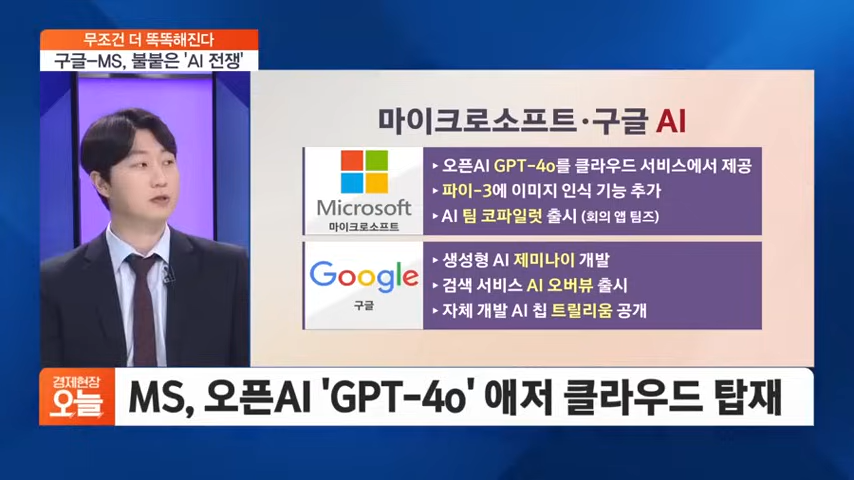 무조건 더 똑똑해진다
구글-MS, 불붙은 'AI 전쟁'
마이크로소프트·구글 AI
Microsoft
마이크로소프트
▸오픈AI GPT-4o를 클라우드 서비스에서 제공
▸파이-3에 이미지 인식 기능 추가
▸AI 팀 코파일럿 출시 (회의 앱 팀즈)
Google
구글
▸생성형 AI 제미나이 개발
▸검색 서비스 AI 오버뷰 출시
▸자체 개발 AI 칩 트릴리움 공개
경제현장
오늘
MS, 오픈AI 'GPT-4o' 애저 클라우드 탑재